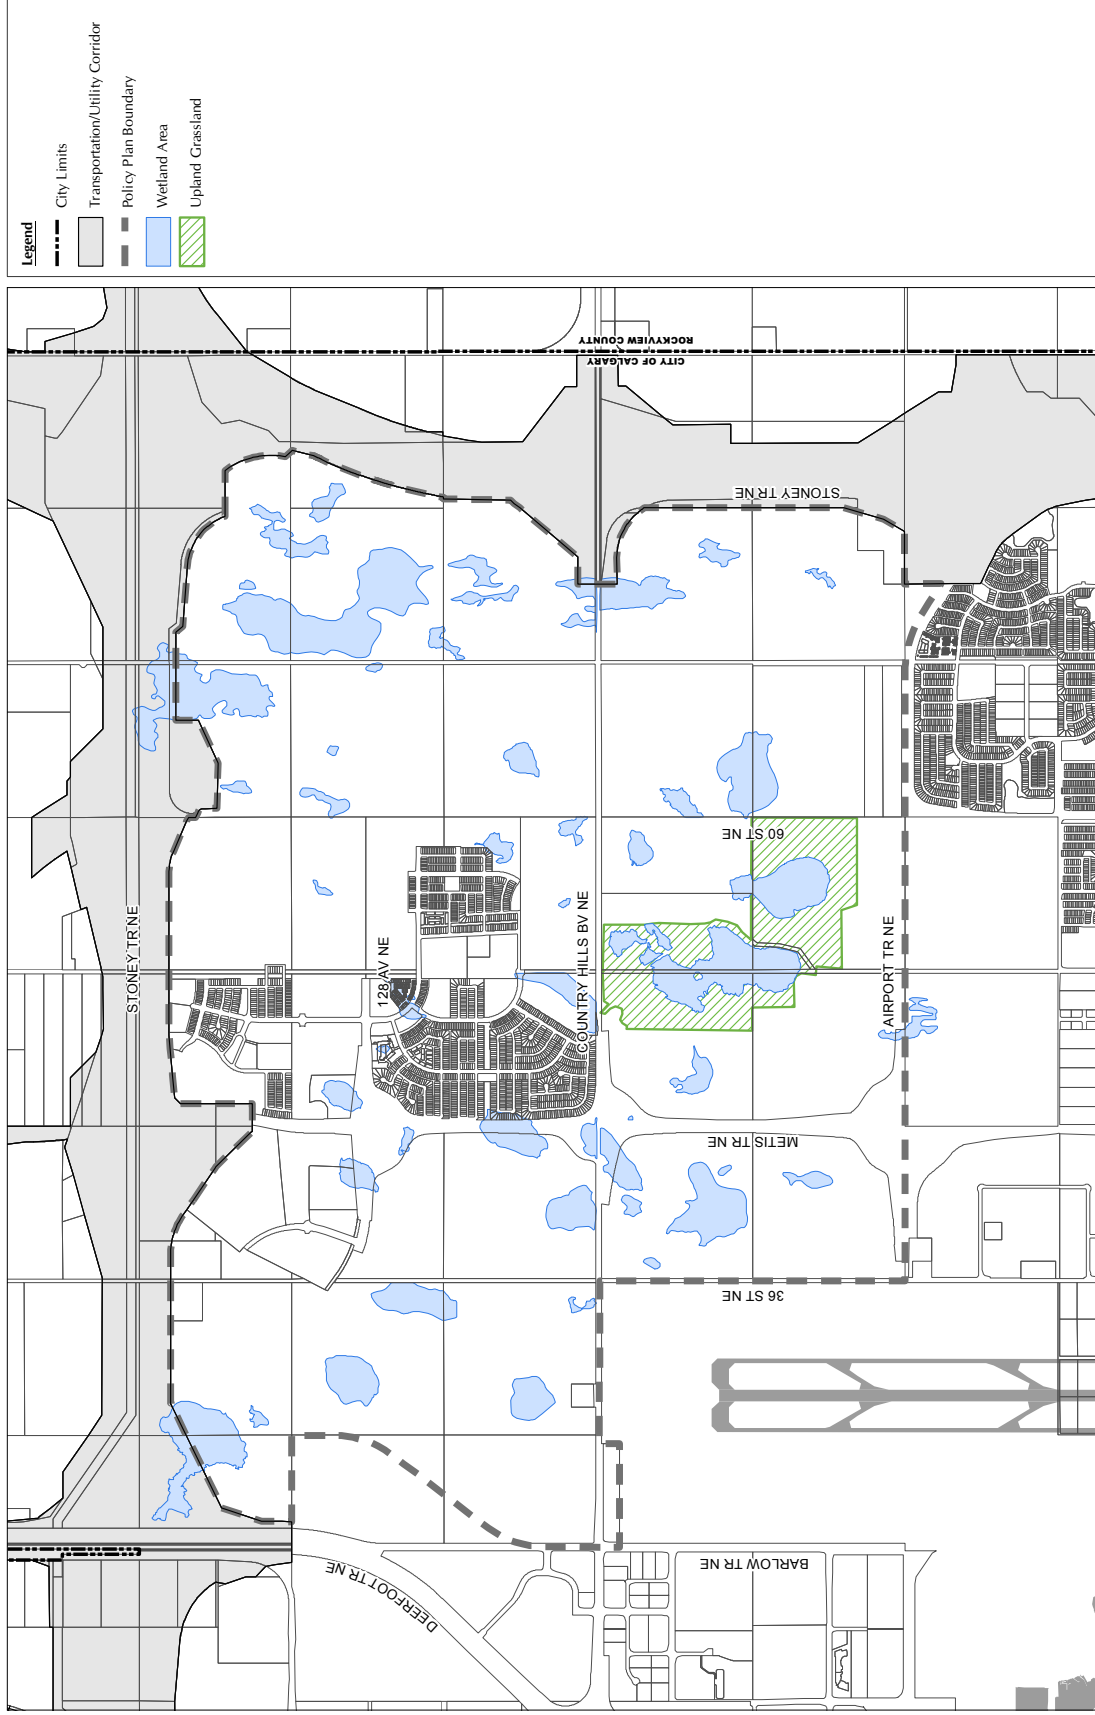 Legend
City Limits
Transportation/Utility Corridor
Policy Plan Boundary
Wetland Area
Upland Grassland
ROCKYVIEW COUNTY
CITY OF CALGARY
STONEY TR NE
STONEY TR NE
60 ST NE
128 AV NE
COUNTRY HILLS BV NE
AIRPORT TR NE
METIS TR NE
36 ST NE
DEERFOOT TR NE
BARLOW TR NE